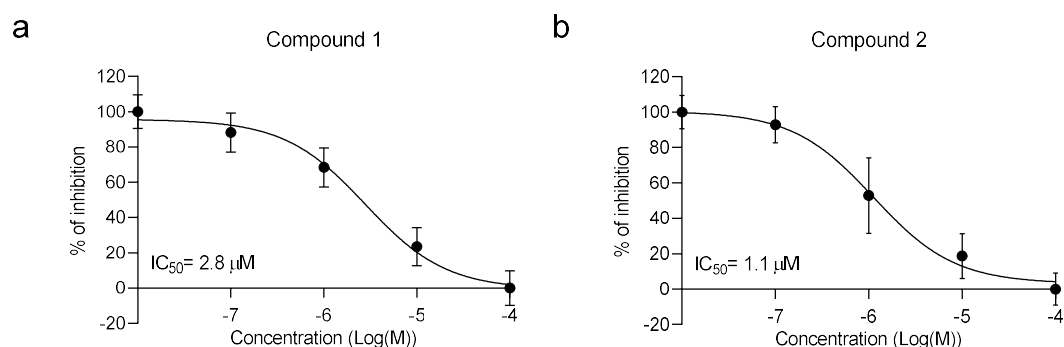 a
Compound 1
120
100
80
60
40
20
0
-20
% of inhibition
IC50= 2.8 μM
-7
-6
-5
-4
Concentration (Log(M))
b
Compound 2
120
100
80
60
40
20
0
-20
% of inhibition
IC50= 1.1 μM
-7
-6
-5
-4
Concentration (Log(M))